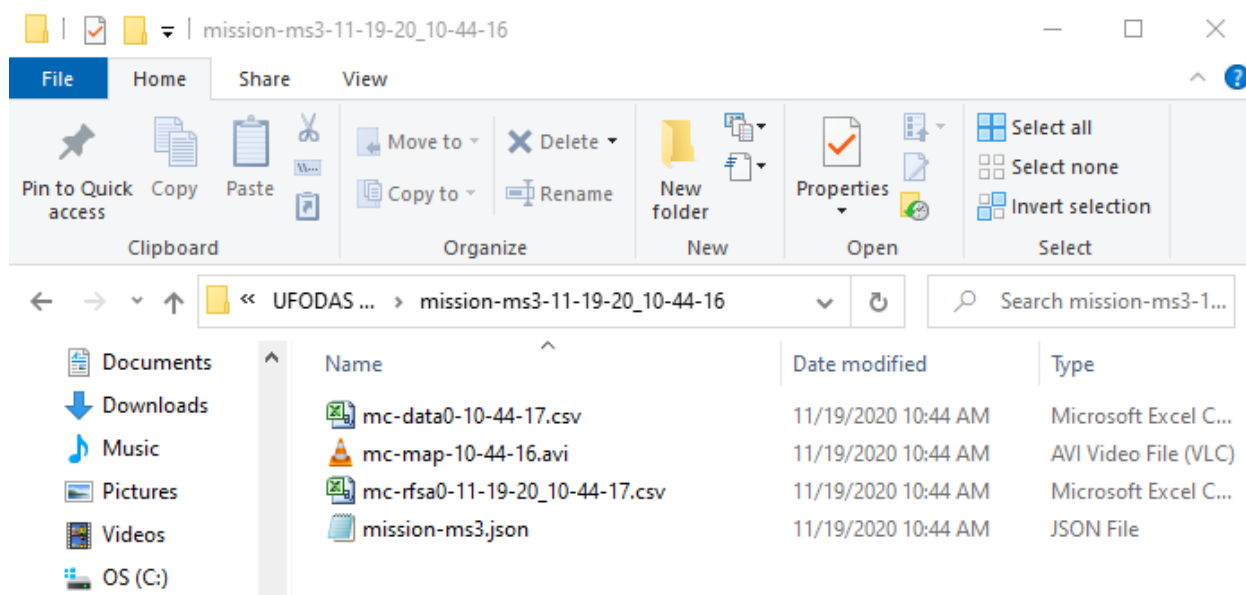 mission-ms3-11-19-20_10-44-16
File Home Share View
Pin to Quick access
Copy
Paste
Move to
Copy to
Delete
Rename
New folder
Properties
Select all
Select none
Invert selection
Clipboard Organize New Open Select
« UFODAS ... › mission-ms3-11-19-20_10-44-16
Search mission-ms3-1...
Documents
Downloads
Music
Pictures
Videos
OS (C:)
Name Date modified Type
mc-data0-10-44-17.csv 11/19/2020 10:44 AM Microsoft Excel C...
mc-map-10-44-16.avi 11/19/2020 10:44 AM AVI Video File (VLC)
mc-rfsa0-11-19-20_10-44-17.csv 11/19/2020 10:44 AM Microsoft Excel C...
mission-ms3.json 11/19/2020 10:44 AM JSON File